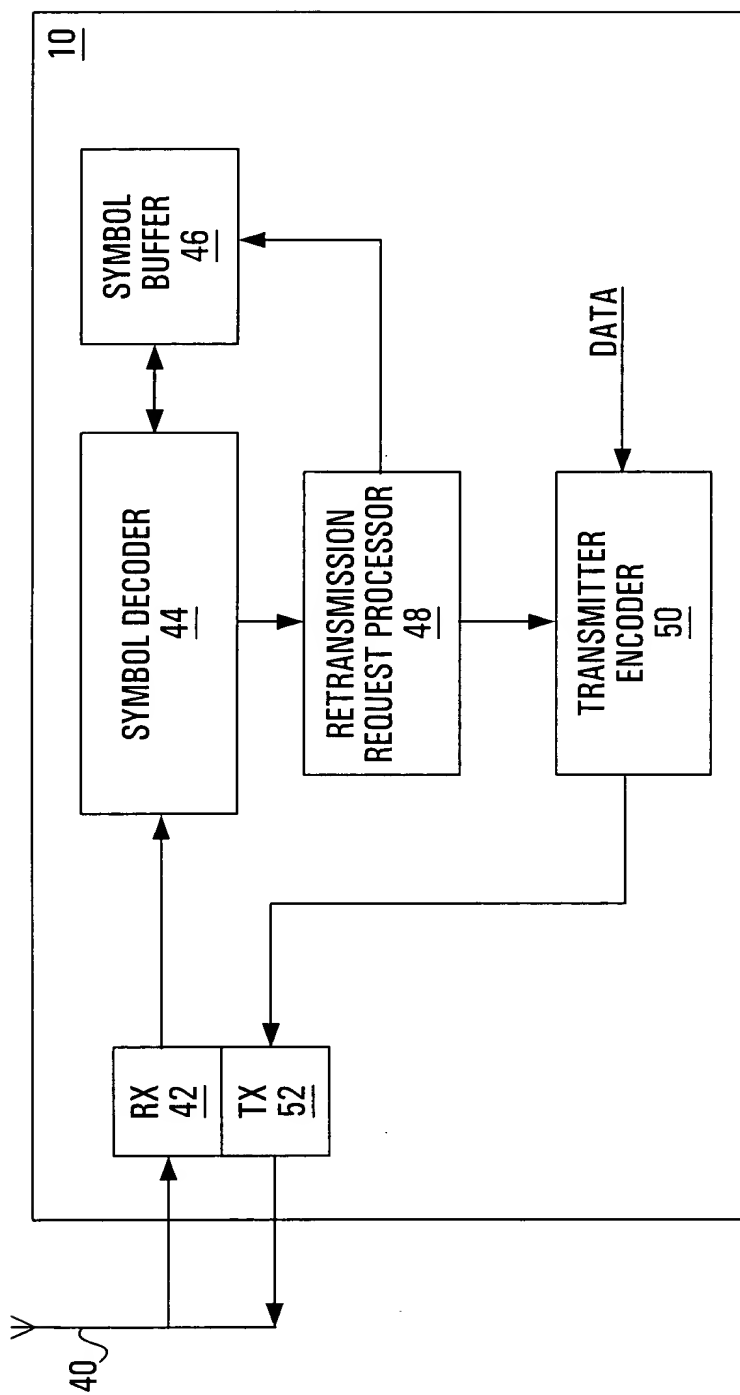 10
SYMBOL
BUFFER
46
SYMBOL DECODER
44
RETRANSMISSION
REQUEST PROCESSOR
48
DATA
TRANSMITTER
ENCODER
50
RX
42
TX
52
40